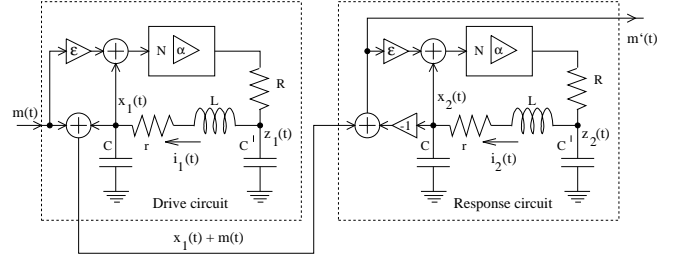 ε
N α
R
m(t)
x₁(t)
L
z₁(t)
C
r
C'
i₁(t)
Drive circuit
x₁(t) + m(t)
m'(t)
ε
N α
R
x₂(t)
L
-1
z₂(t)
C
r
C'
i₂(t)
Response circuit